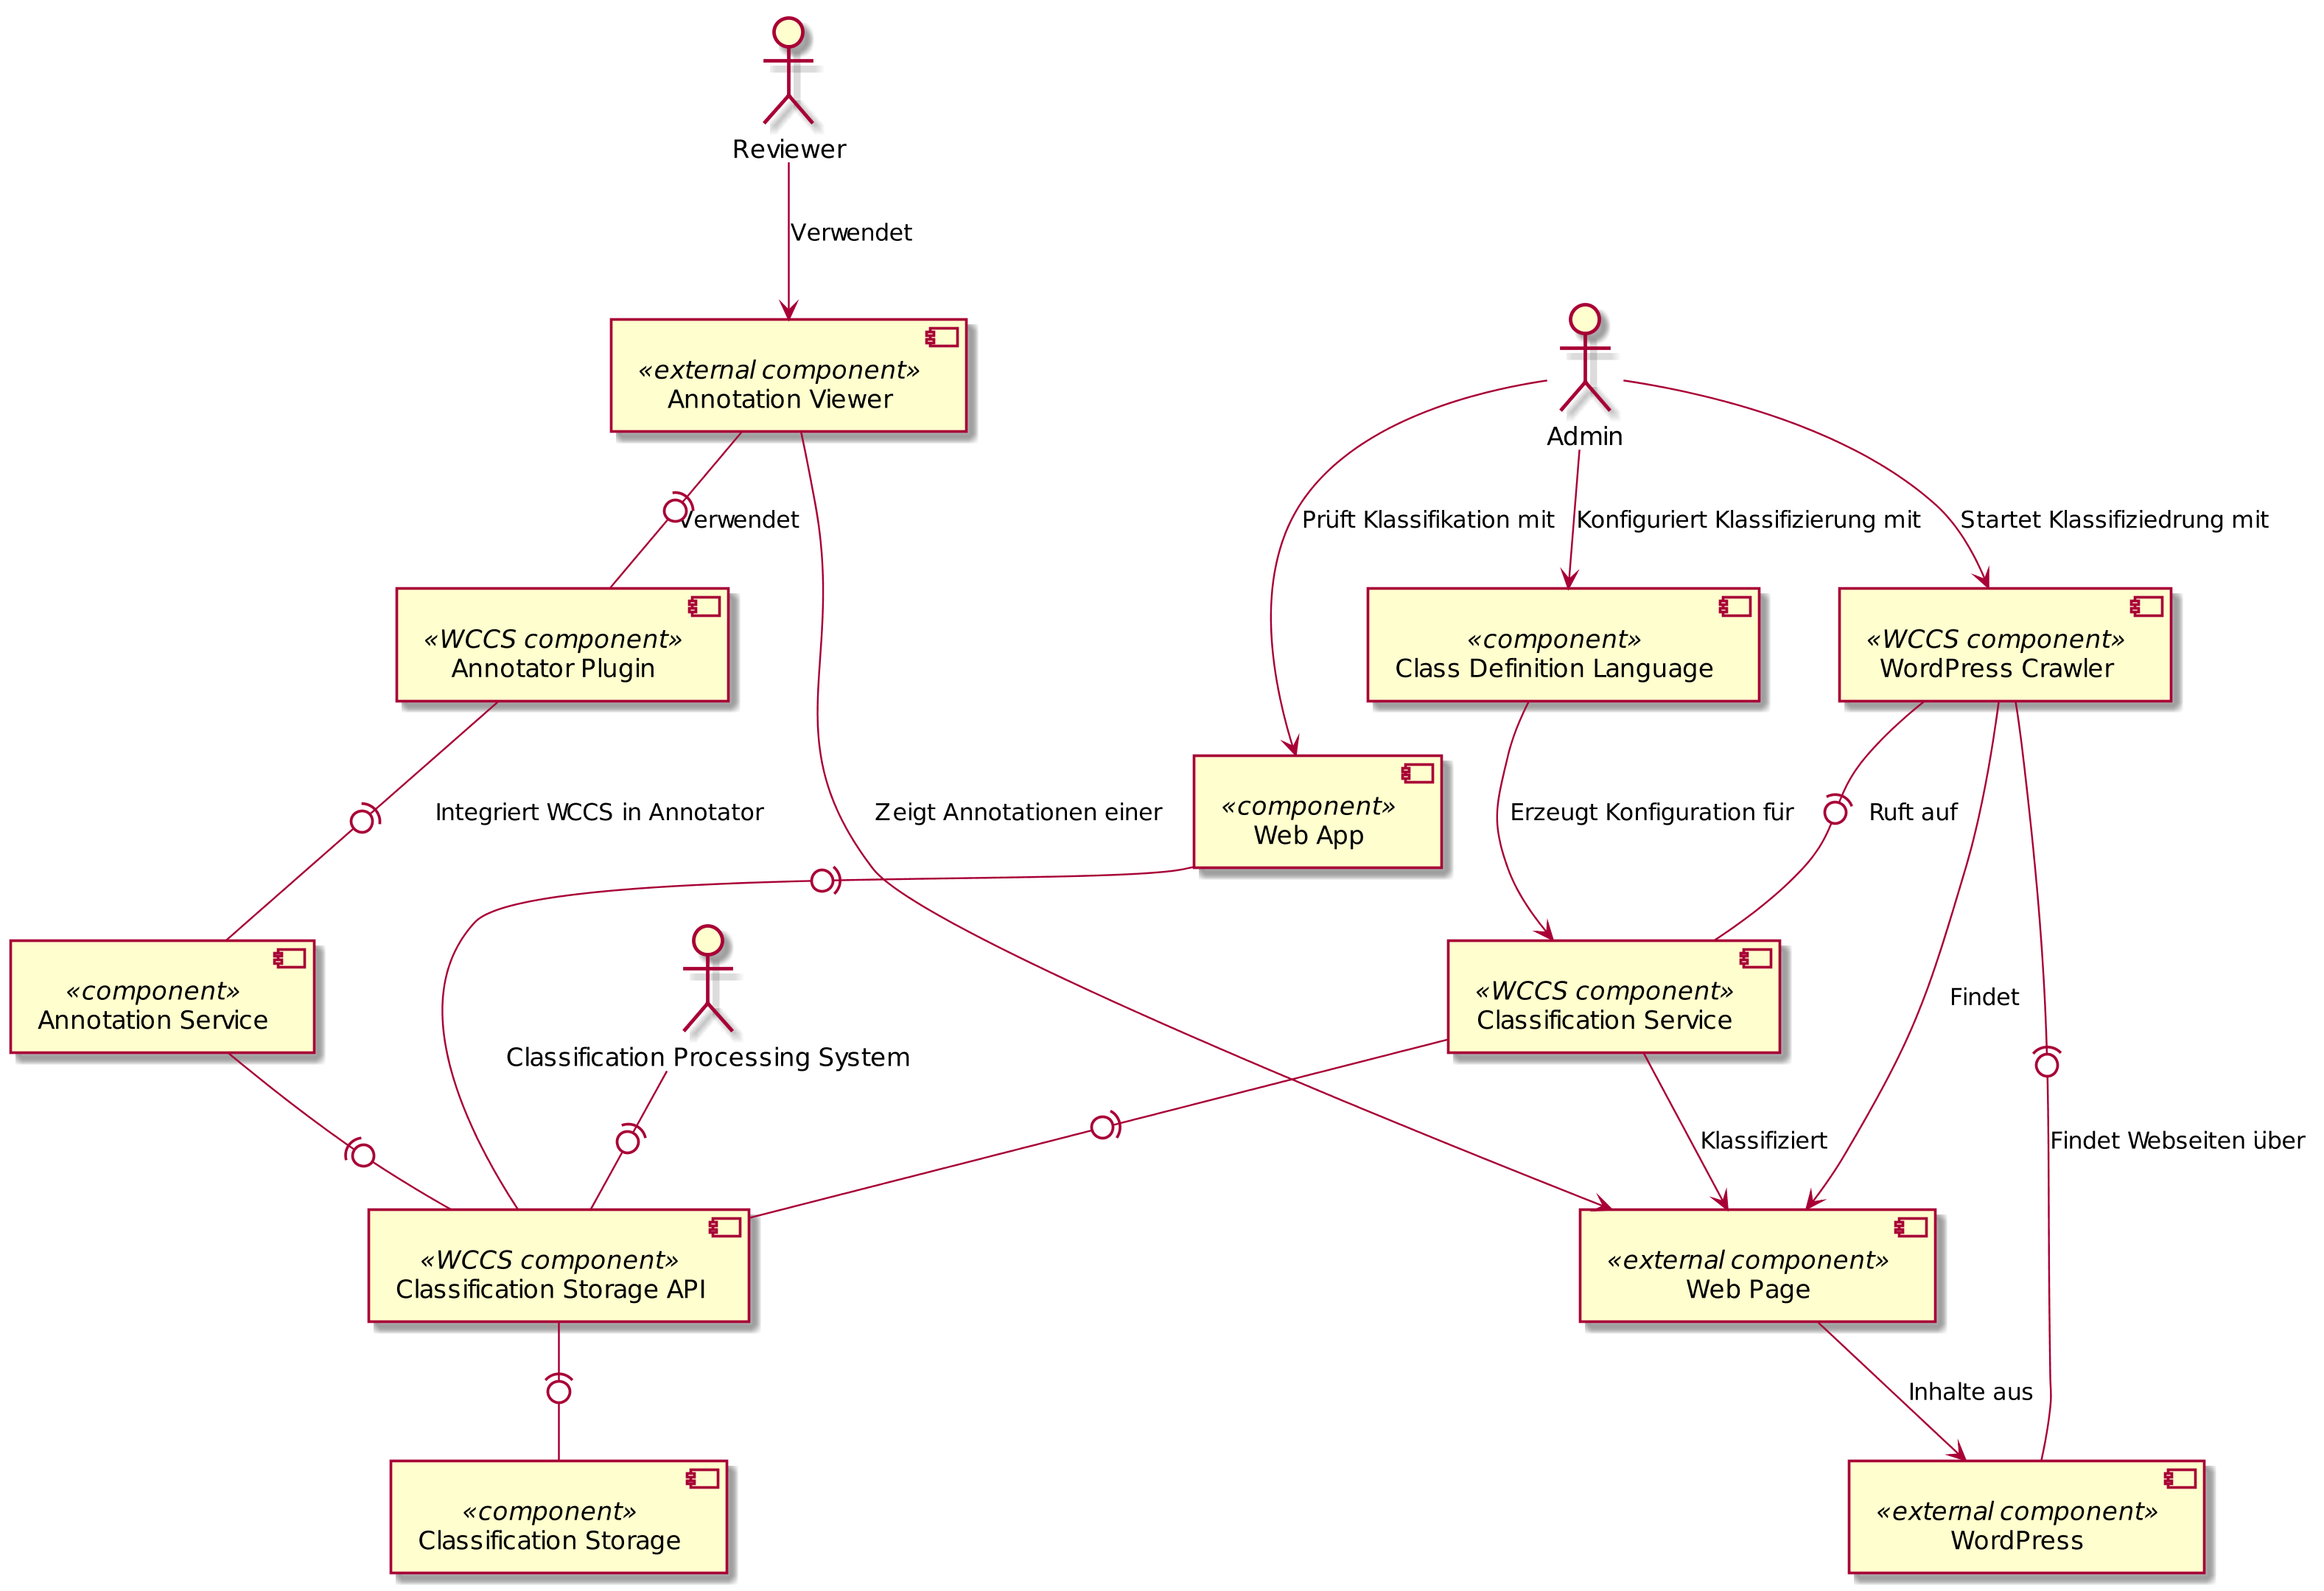 Reviewer
Verwendet
«external component»
Annotation Viewer
Admin
Verwendet
Prüft Klassifikation mit
Konfiguriert Klassifizierung mit
Startet Klassifiziedrung mit
«WCCS component»
Annotator Plugin
«component»
Class Definition Language
«WCCS component»
WordPress Crawler
Integriert WCCS in Annotator
Zeigt Annotationen einer
«component»
Web App
Erzeugt Konfiguration für
Ruft auf
«component»
Annotation Service
Classification Processing System
«WCCS component»
Classification Service
Findet
Klassifiziert
Findet Webseiten über
«WCCS component»
Classification Storage API
«external component»
Web Page
Inhalte aus
«component»
Classification Storage
«external component»
WordPress